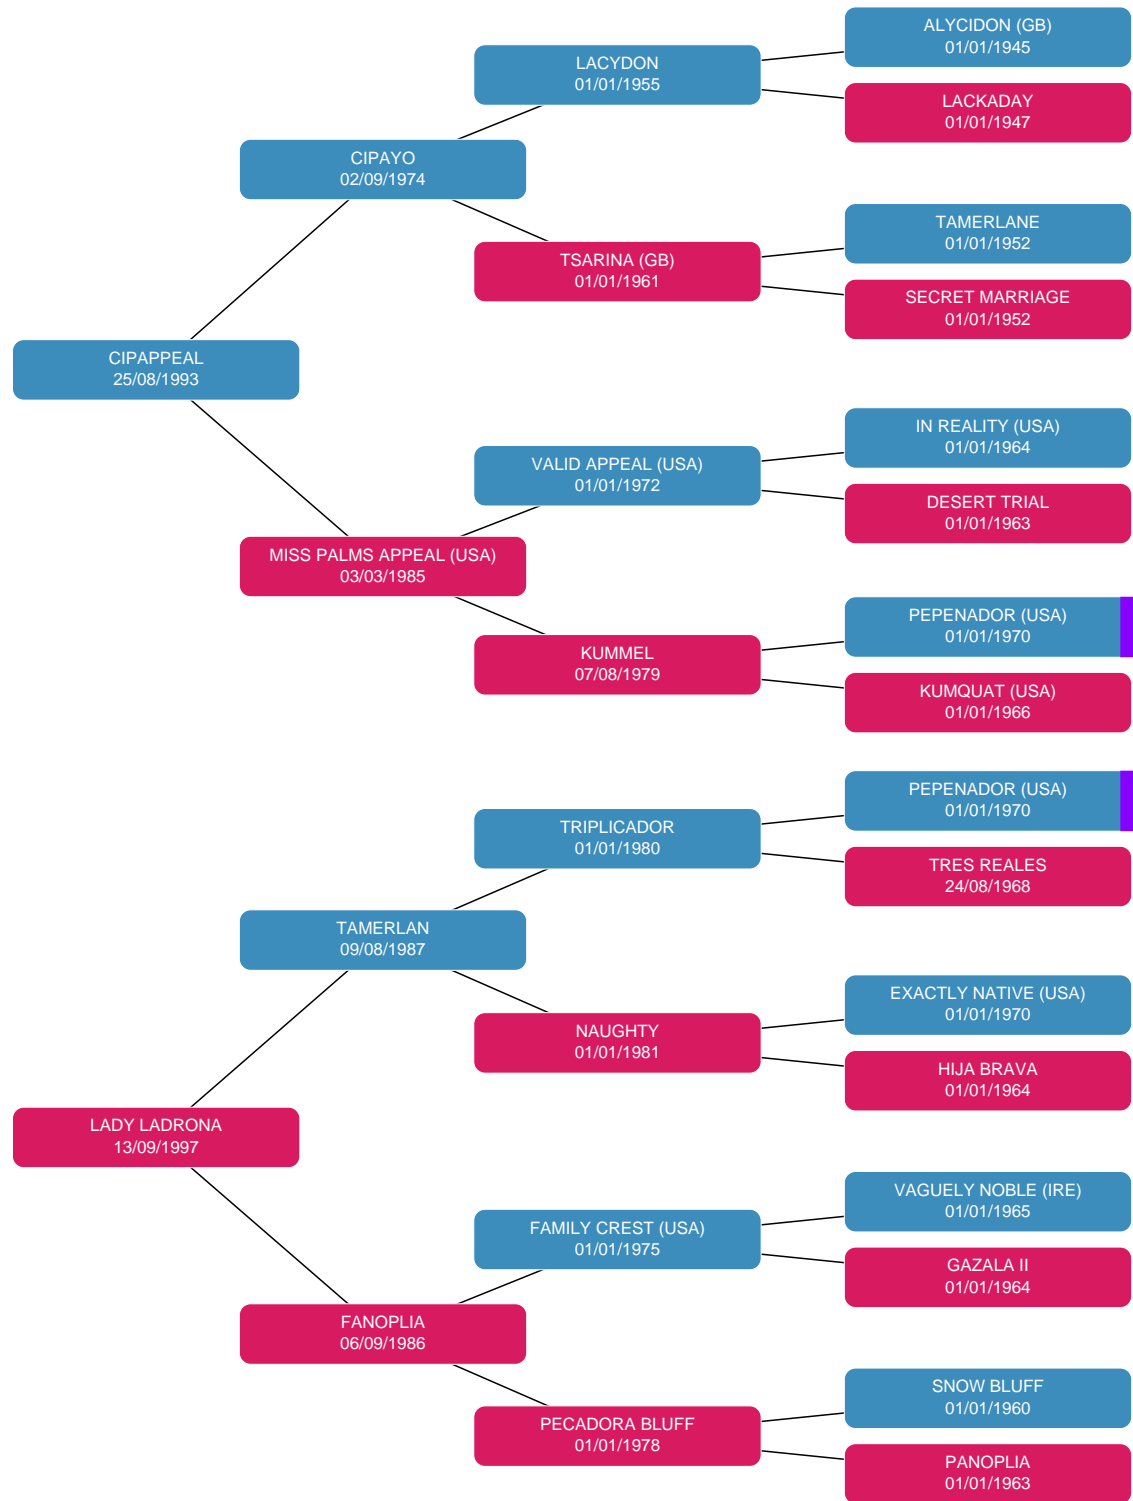 ALYCIDON (GB)
01/01/1945
LACYDON
01/01/1955
LACKADAY
01/01/1947
CIPAYO
02/09/1974
TAMERLANE
01/01/1952
TSARINA (GB)
01/01/1961
SECRET MARRIAGE
01/01/1952
CIPAPPEAL
25/08/1993
IN REALITY (USA)
01/01/1964
VALID APPEAL (USA)
01/01/1972
DESERT TRIAL
01/01/1963
MISS PALMS APPEAL (USA)
03/03/1985
PEPENADOR (USA)
01/01/1970
KUMMEL
07/08/1979
KUMQUAT (USA)
01/01/1966
PEPENADOR (USA)
01/01/1970
TRIPLICADOR
01/01/1980
TRES REALES
24/08/1968
TAMERLAN
09/08/1987
EXACTLY NATIVE (USA)
01/01/1970
NAUGHTY
01/01/1981
HIJA BRAVA
01/01/1964
LADY LADRONA
13/09/1997
VAGUELY NOBLE (IRE)
01/01/1965
FAMILY CREST (USA)
01/01/1975
GAZALA II
01/01/1964
FANOPLIA
06/09/1986
SNOW BLUFF
01/01/1960
PECADORA BLUFF
01/01/1978
PANOPLIA
01/01/1963